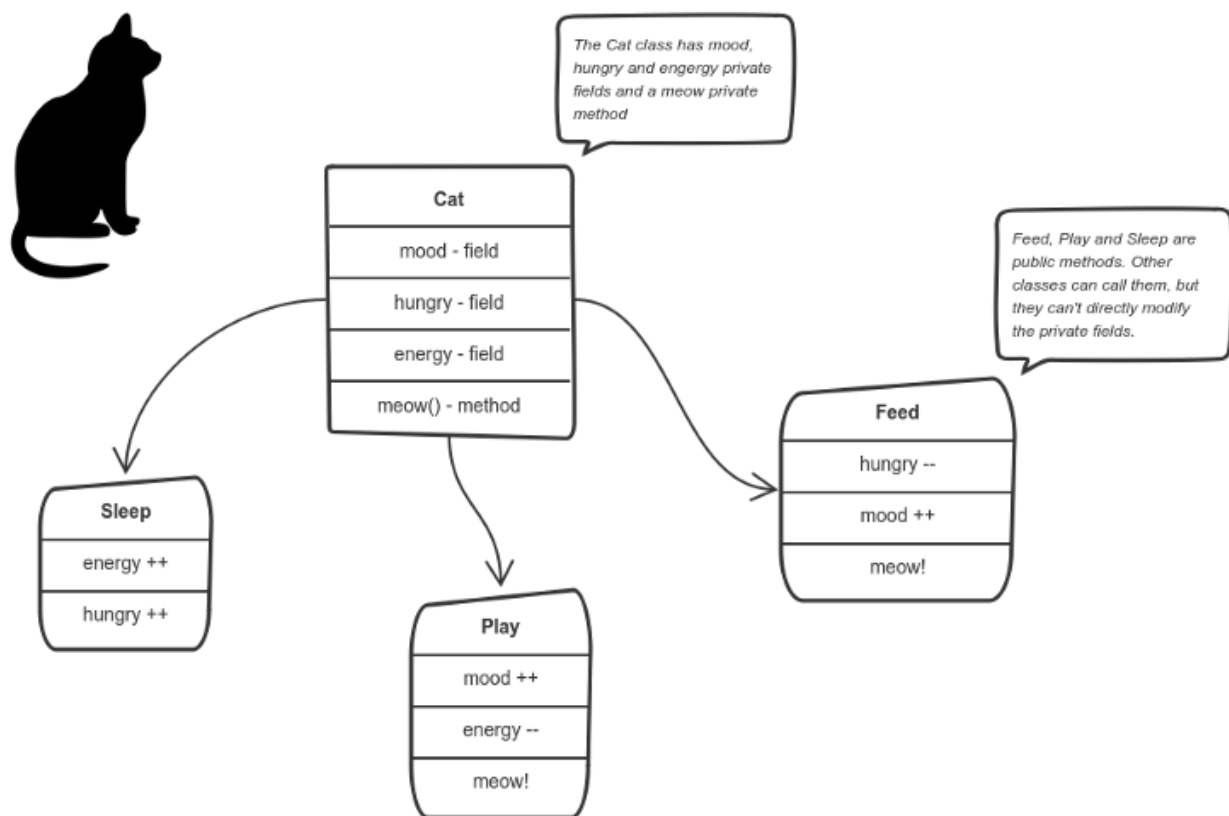 The Cat class has mood,
hungry and engergy private
fields and a meow private
method
Cat
mood - field
hungry - field
energy - field
meow() - method
Feed, Play and Sleep are
public methods. Other
classes can call them, but
they can't directly modify
the private fields.
Feed
hungry --
mood ++
meow!
Sleep
energy ++
hungry ++
Play
mood ++
energy --
meow!